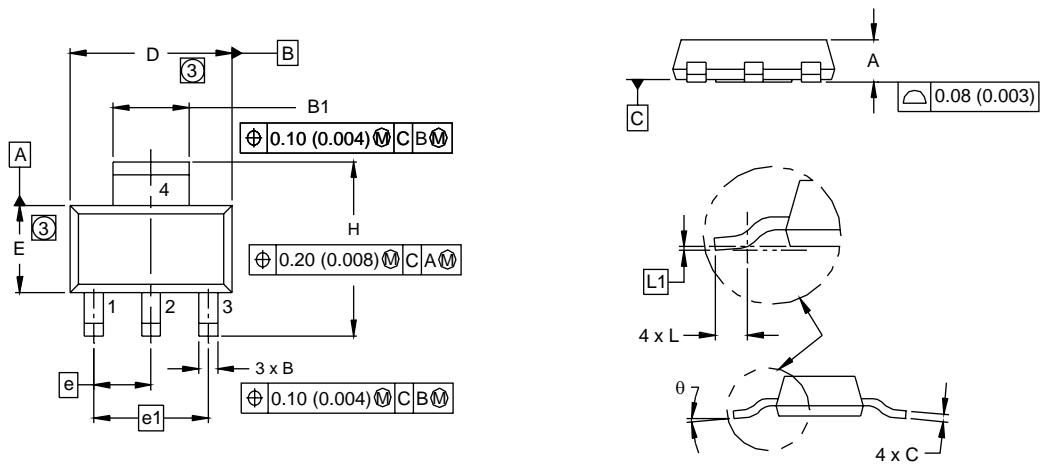 D
B
3
B1
⌖ 0.10 (0.004) Ⓜ C B Ⓜ
A
4
3
E
H
⌖ 0.20 (0.008) Ⓜ C A Ⓜ
1 2 3
3 x B
e
⌖ 0.10 (0.004) Ⓜ C B Ⓜ
e1
A
C
⌓ 0.08 (0.003)
L1
4 x L
θ
4 x C